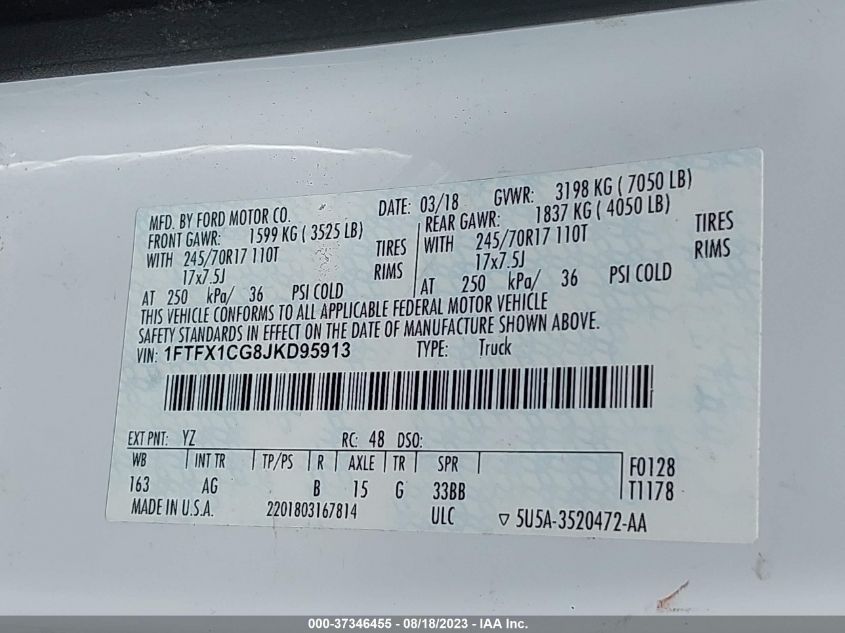 MFD. BY FORD MOTOR CO. DATE: 03/18 GVWR: 3198 KG ( 7050 LB)
FRONT GAWR: 1599 KG ( 3525 LB) REAR GAWR: 1837 KG ( 4050 LB)
WITH 245/70R17 110T TIRES WITH 245/70R17 110T TIRES
17x7.5J RIMS 17x7.5J RIMS
AT 250 kPa/ 36 PSI COLD AT 250 kPa/ 36 PSI COLD
THIS VEHICLE CONFORMS TO ALL APPLICABLE FEDERAL MOTOR VEHICLE
SAFETY STANDARDS IN EFFECT ON THE DATE OF MANUFACTURE SHOWN ABOVE.
VIN: 1FTFX1CG8JKD95913 TYPE: Truck
EXT PNT: YZ RC: 48 DSO:
WB INT TR TP/PS R AXLE TR SPR F0128
163 AG B 15 G 33BB T1178
MADE IN U.S.A. 2201803167814 ULC ▽ 5U5A-3520472-AA
000-37346455 - 08/18/2023 - IAA Inc.